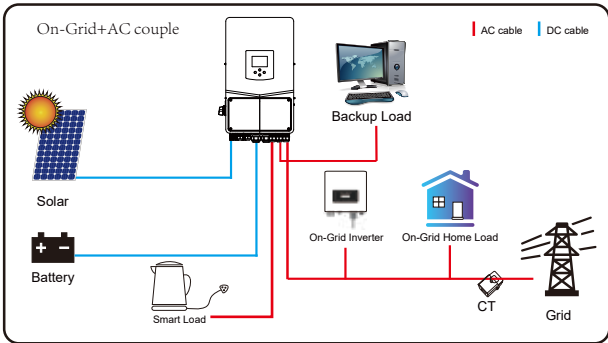 On-Grid+AC couple
AC cable
DC cable
Backup Load
Solar
On-Grid Inverter
On-Grid Home Load
Battery
Smart Load
CT
Grid